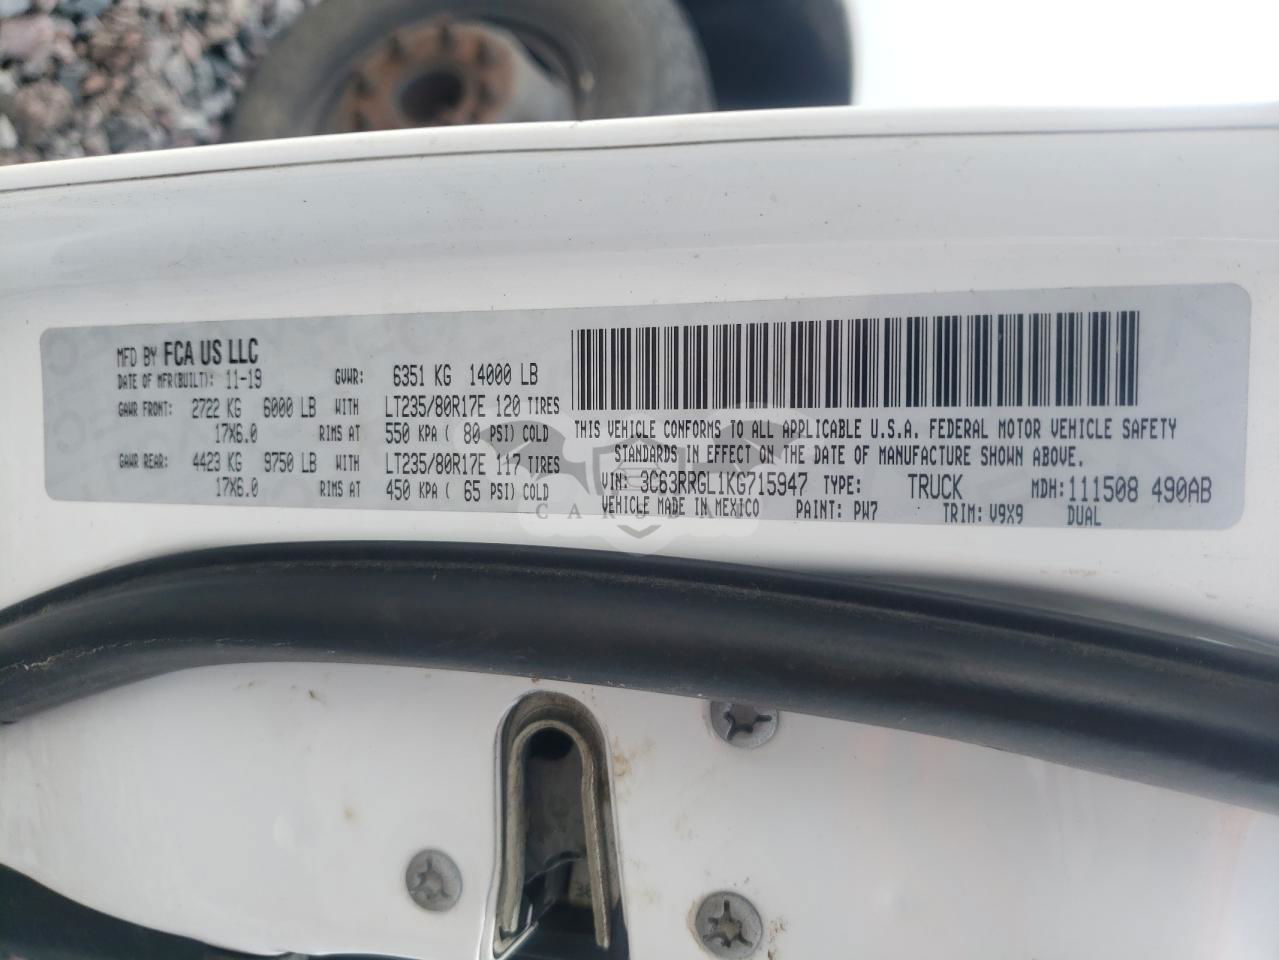 MFD BY FCA US LLC
DATE OF MFR(BUILT): 11-19 GVWR: 6351 KG 14000 LB
GAWR FRONT: 2722 KG 6000 LB WITH LT235/80R17E 120 TIRES
17X6.0 RIMS AT 550 KPA ( 80 PSI) COLD
GAWR REAR: 4423 KG 9750 LB WITH LT235/80R17E 117 TIRES
17X6.0 RIMS AT 450 KPA ( 65 PSI) COLD
THIS VEHICLE CONFORMS TO ALL APPLICABLE U.S.A. FEDERAL MOTOR VEHICLE SAFETY
STANDARDS IN EFFECT ON THE DATE OF MANUFACTURE SHOWN ABOVE.
VIN: 3C63RRGL1KG715947 TYPE: TRUCK MDH: 111508 490AB
VEHICLE MADE IN MEXICO PAINT: PW7 TRIM: V9X9 DUAL